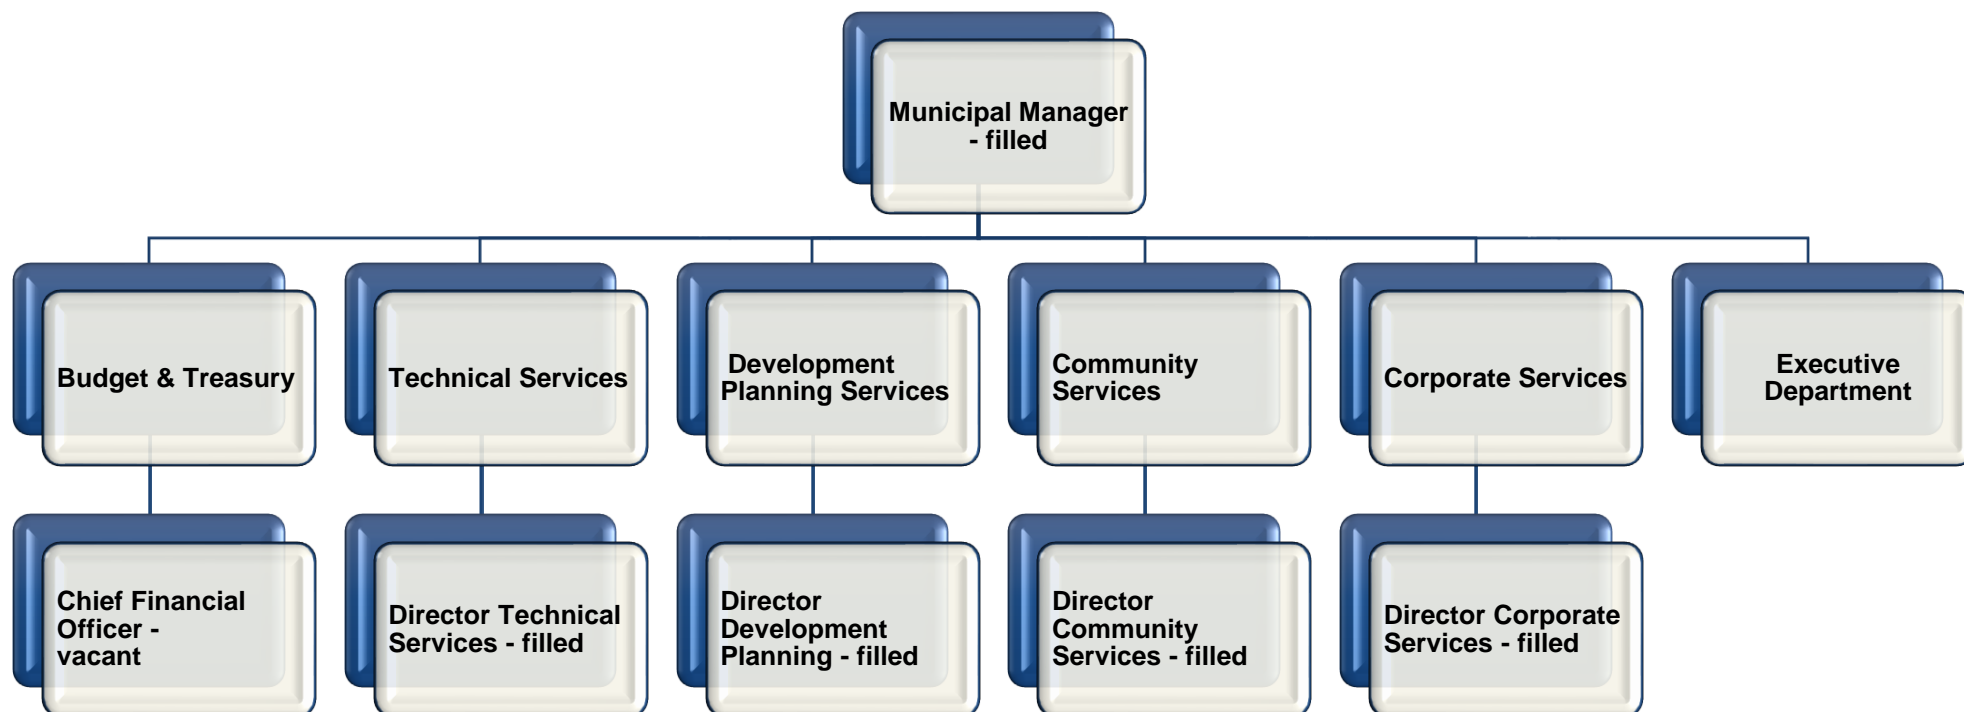 Municipal Manager
- filled
Budget & Treasury
Technical Services
Development
Planning Services
Community
Services
Corporate Services
Executive
Department
Chief Financial
Officer -
vacant
Director Technical
Services - filled
Director
Development
Planning - filled
Director
Community
Services - filled
Director Corporate
Services - filled